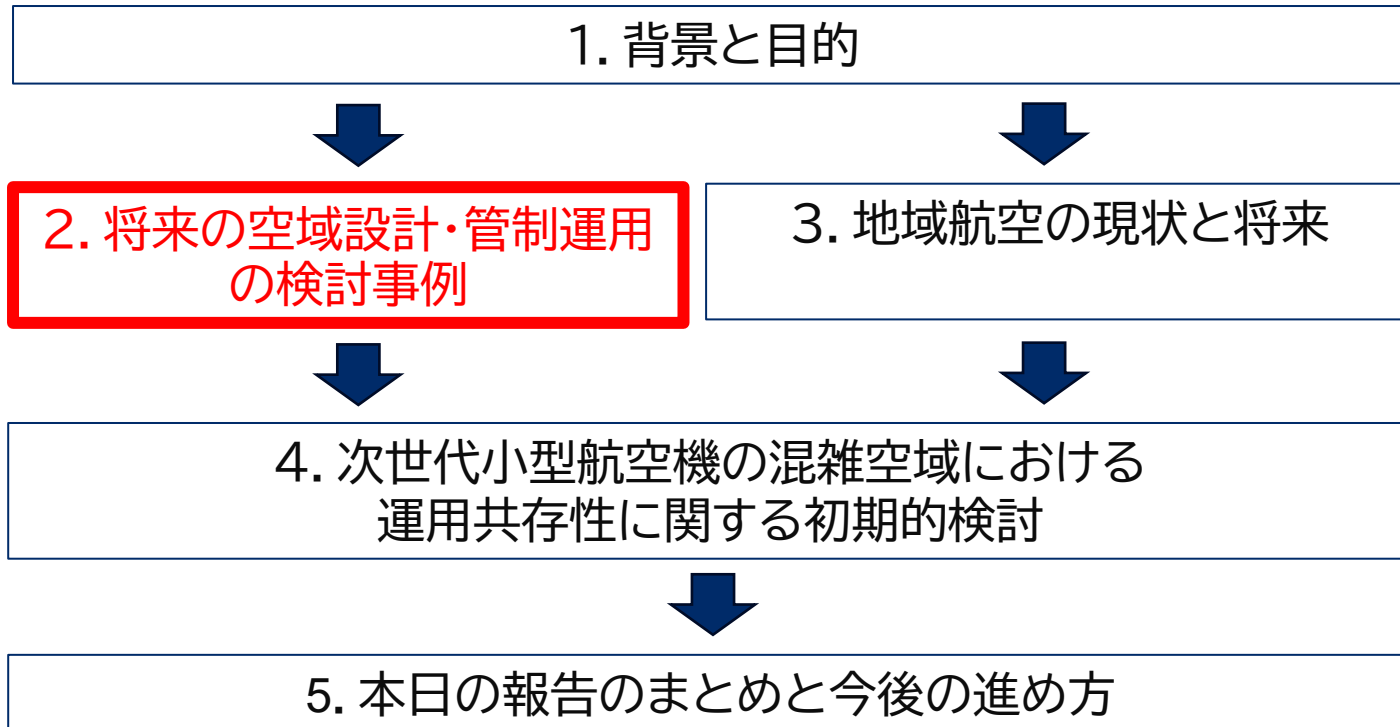 1. 背景と目的
2. 将来の空域設計・管制運用
の検討事例
3. 地域航空の現状と将来
4. 次世代小型航空機の混雑空域における
運用共存性に関する初期的検討
5. 本日の報告のまとめと今後の進め方